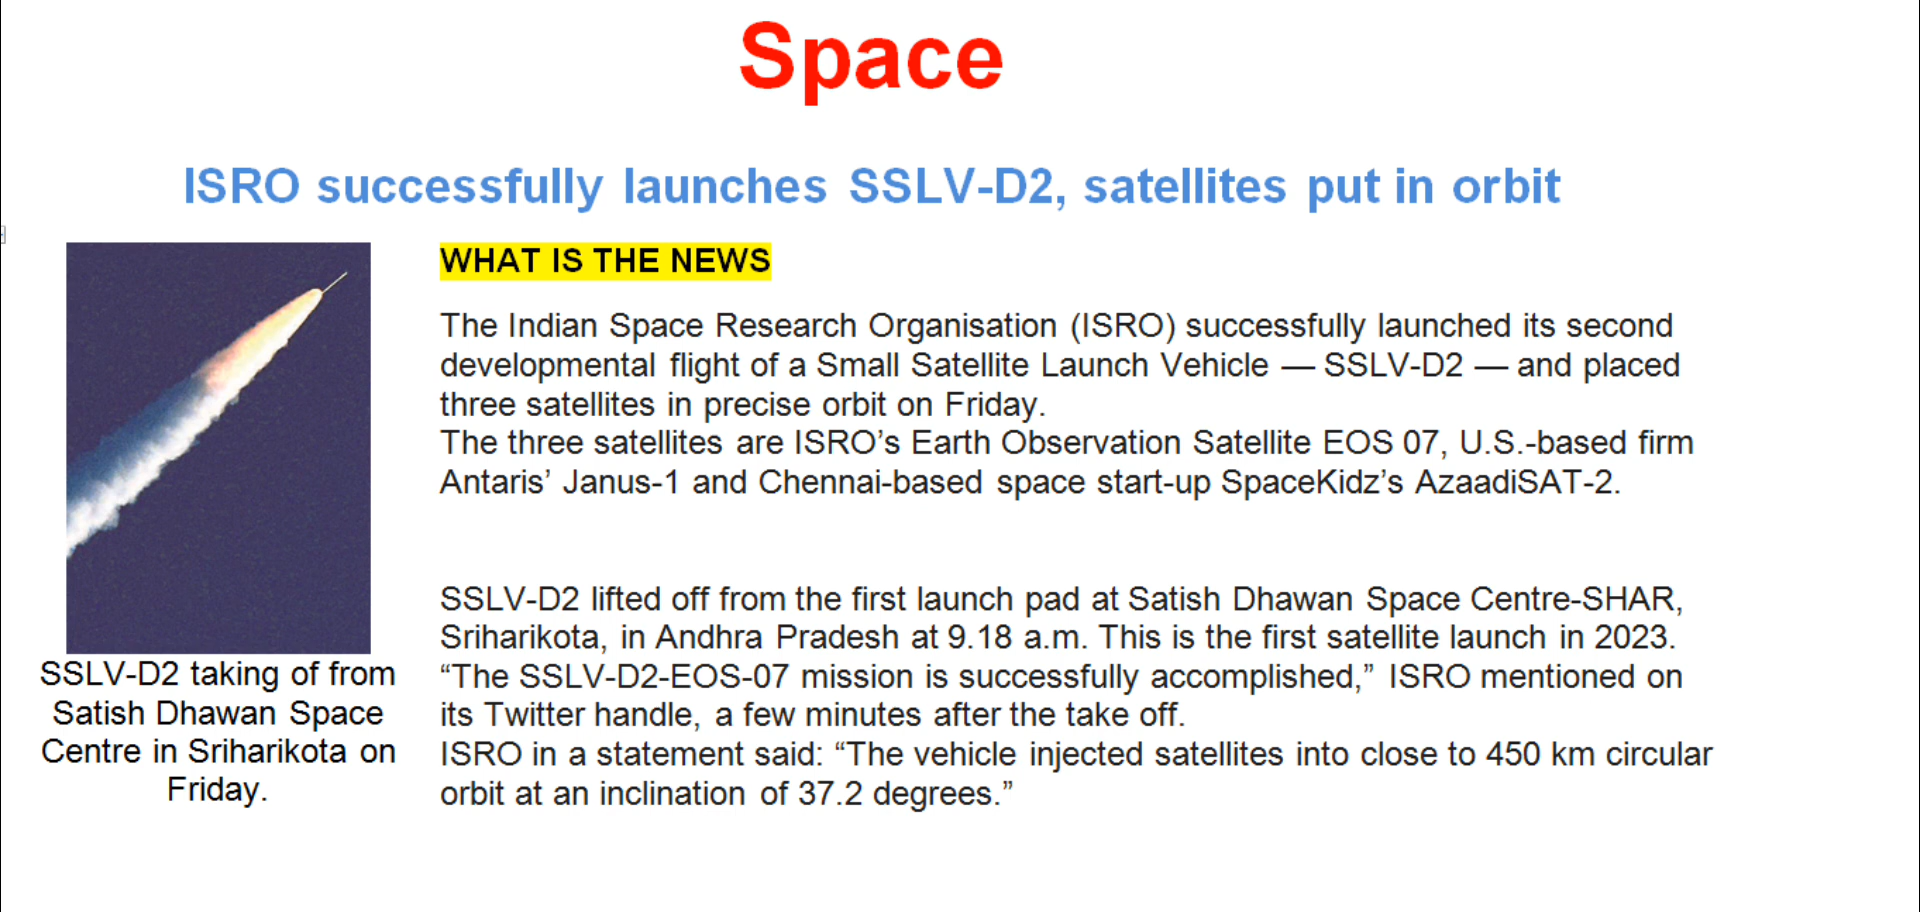 Space
ISRO successfully launches SSLV-D2, satellites put in orbit
WHAT IS THE NEWS
The Indian Space Research Organisation (ISRO) successfully launched its second
developmental flight of a Small Satellite Launch Vehicle — SSLV-D2 — and placed
three satellites in precise orbit on Friday.
The three satellites are ISRO’s Earth Observation Satellite EOS 07, U.S.-based firm
Antaris’ Janus-1 and Chennai-based space start-up SpaceKidz’s AzaadiSAT-2.
SSLV-D2 lifted off from the first launch pad at Satish Dhawan Space Centre-SHAR,
Sriharikota, in Andhra Pradesh at 9.18 a.m. This is the first satellite launch in 2023.
“The SSLV-D2-EOS-07 mission is successfully accomplished,” ISRO mentioned on
its Twitter handle, a few minutes after the take off.
ISRO in a statement said: “The vehicle injected satellites into close to 450 km circular
orbit at an inclination of 37.2 degrees.”
SSLV-D2 taking of from
Satish Dhawan Space
Centre in Sriharikota on
Friday.